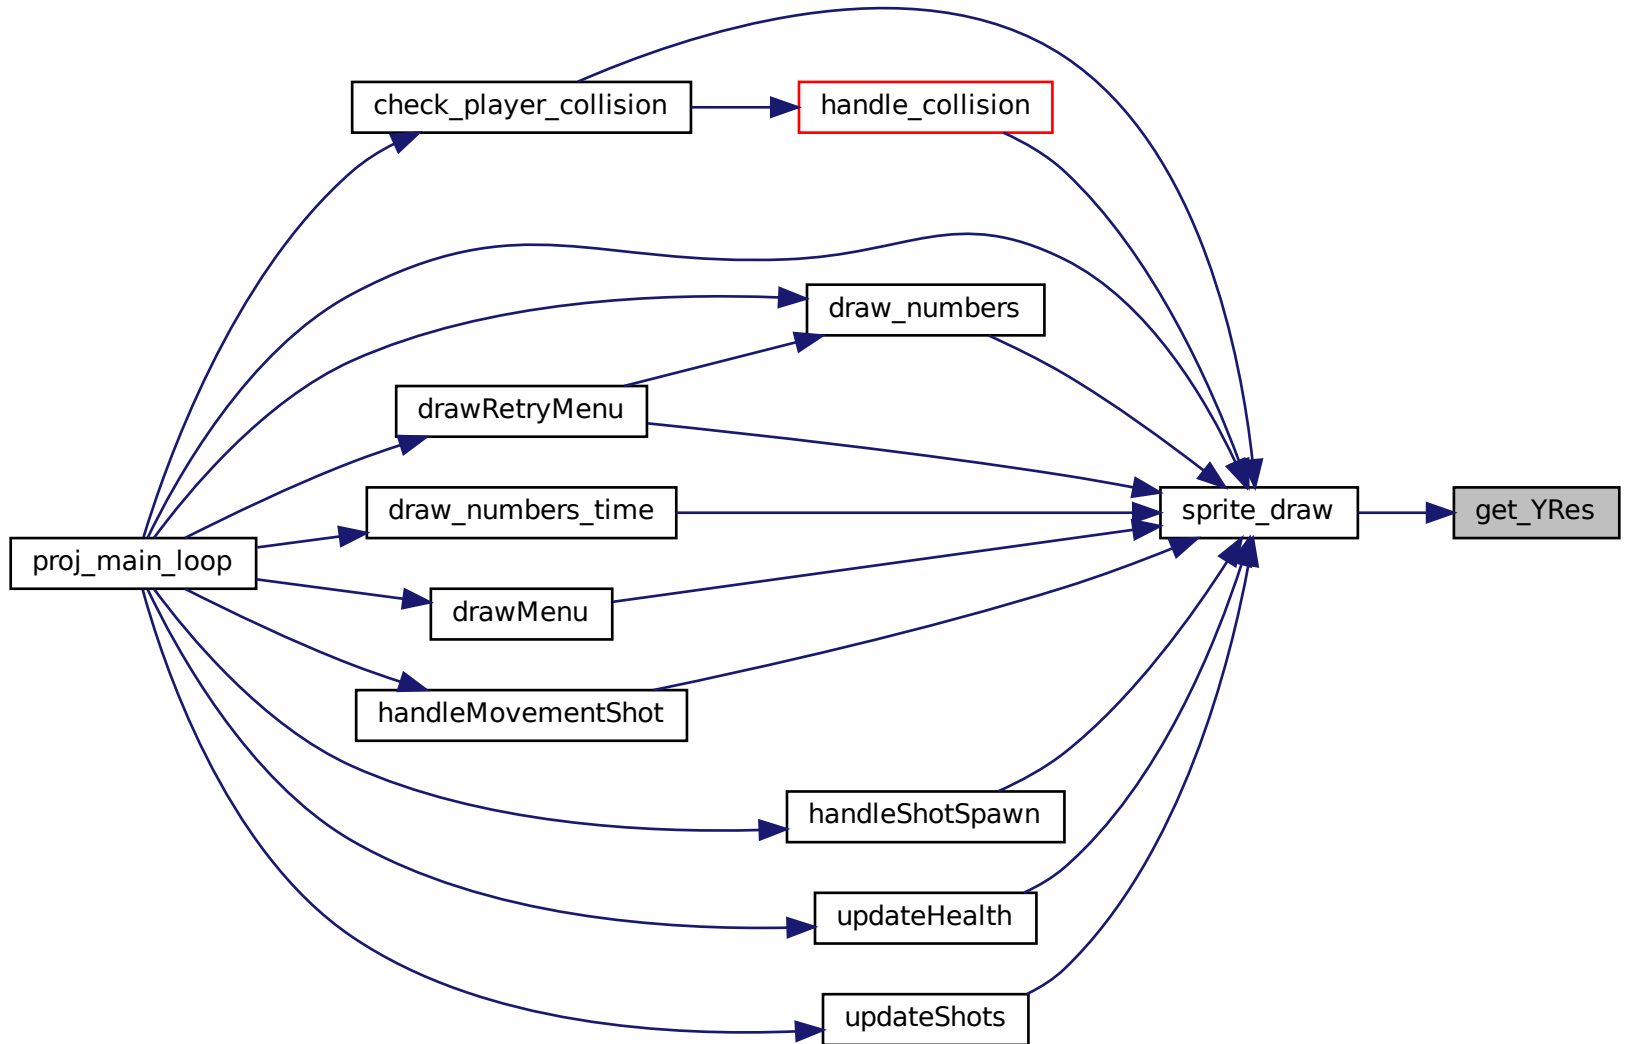 check_player_collision
handle_collision
draw_numbers
drawRetryMenu
draw_numbers_time
sprite_draw
get_YRes
proj_main_loop
drawMenu
handleMovementShot
handleShotSpawn
updateHealth
updateShots